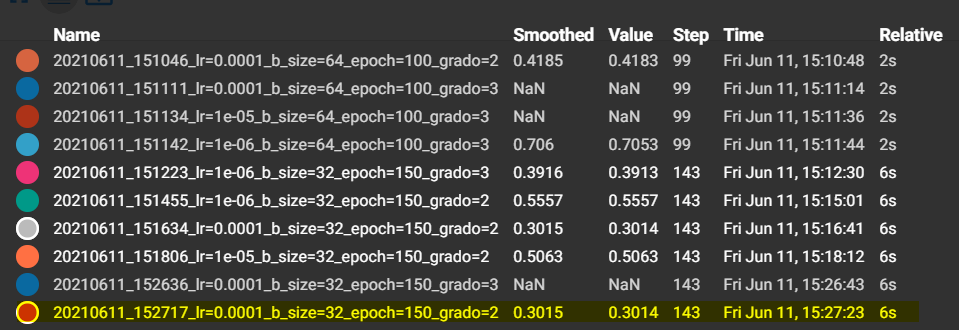 Name Smoothed Value Step Time Relative
20210611_151046_lr=0.0001_b_size=64_epoch=100_grado=2 0.4185 0.4183 99 Fri Jun 11, 15:10:48 2s
20210611_151111_lr=0.0001_b_size=64_epoch=100_grado=3 NaN NaN 99 Fri Jun 11, 15:11:14 2s
20210611_151134_lr=1e-05_b_size=64_epoch=100_grado=3 NaN NaN 99 Fri Jun 11, 15:11:36 2s
20210611_151142_lr=1e-06_b_size=64_epoch=100_grado=3 0.706 0.7053 99 Fri Jun 11, 15:11:44 2s
20210611_151223_lr=1e-06_b_size=32_epoch=150_grado=3 0.3916 0.3913 143 Fri Jun 11, 15:12:30 6s
20210611_151455_lr=1e-06_b_size=32_epoch=150_grado=2 0.5557 0.5557 143 Fri Jun 11, 15:15:01 6s
20210611_151634_lr=0.0001_b_size=32_epoch=150_grado=2 0.3015 0.3014 143 Fri Jun 11, 15:16:41 6s
20210611_151806_lr=1e-05_b_size=32_epoch=150_grado=2 0.5063 0.5063 143 Fri Jun 11, 15:18:12 6s
20210611_152636_lr=0.0001_b_size=32_epoch=150_grado=3 NaN NaN 143 Fri Jun 11, 15:26:43 6s
20210611_152717_lr=0.0001_b_size=32_epoch=150_grado=2 0.3015 0.3014 143 Fri Jun 11, 15:27:23 6s